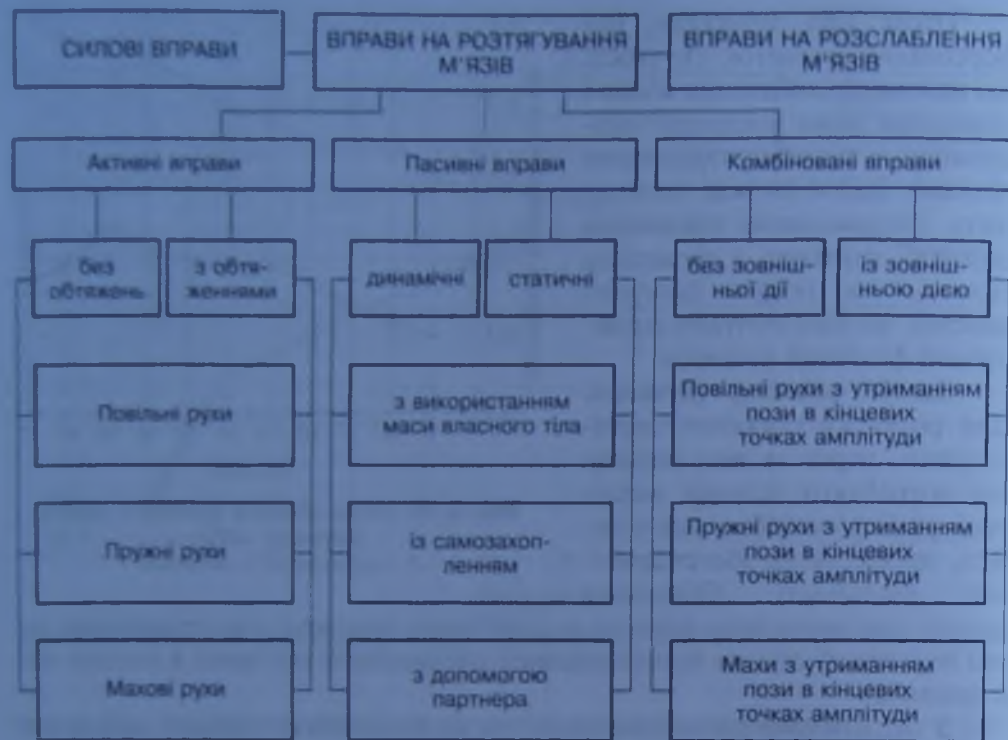 СИЛОВІ ВПРАВИ
ВПРАВИ НА РОЗТЯГУВАННЯ
М'ЯЗІВ
ВПРАВИ НА РОЗСЛАБЛЕННЯ
М'ЯЗІВ
Активні вправи
Пасивні вправи
Комбіновані вправи
без
обтяжень
з обтя-
женнями
динамічні
статичні
без зовніш-
ньої дії
із зовніш-
ньою дією
Повільні рухи
з використанням
маси власного тіла
Повільні рухи з утриманням
пози в кінцевих
точках амплітуди
Пружні рухи
із самозахоп-
ленням
Пружні рухи з утриманням
пози в кінцевих
точках амплітуди
Махові рухи
з допомогою
партнера
Махи з утриманням
пози в кінцевих
точках амплітуди